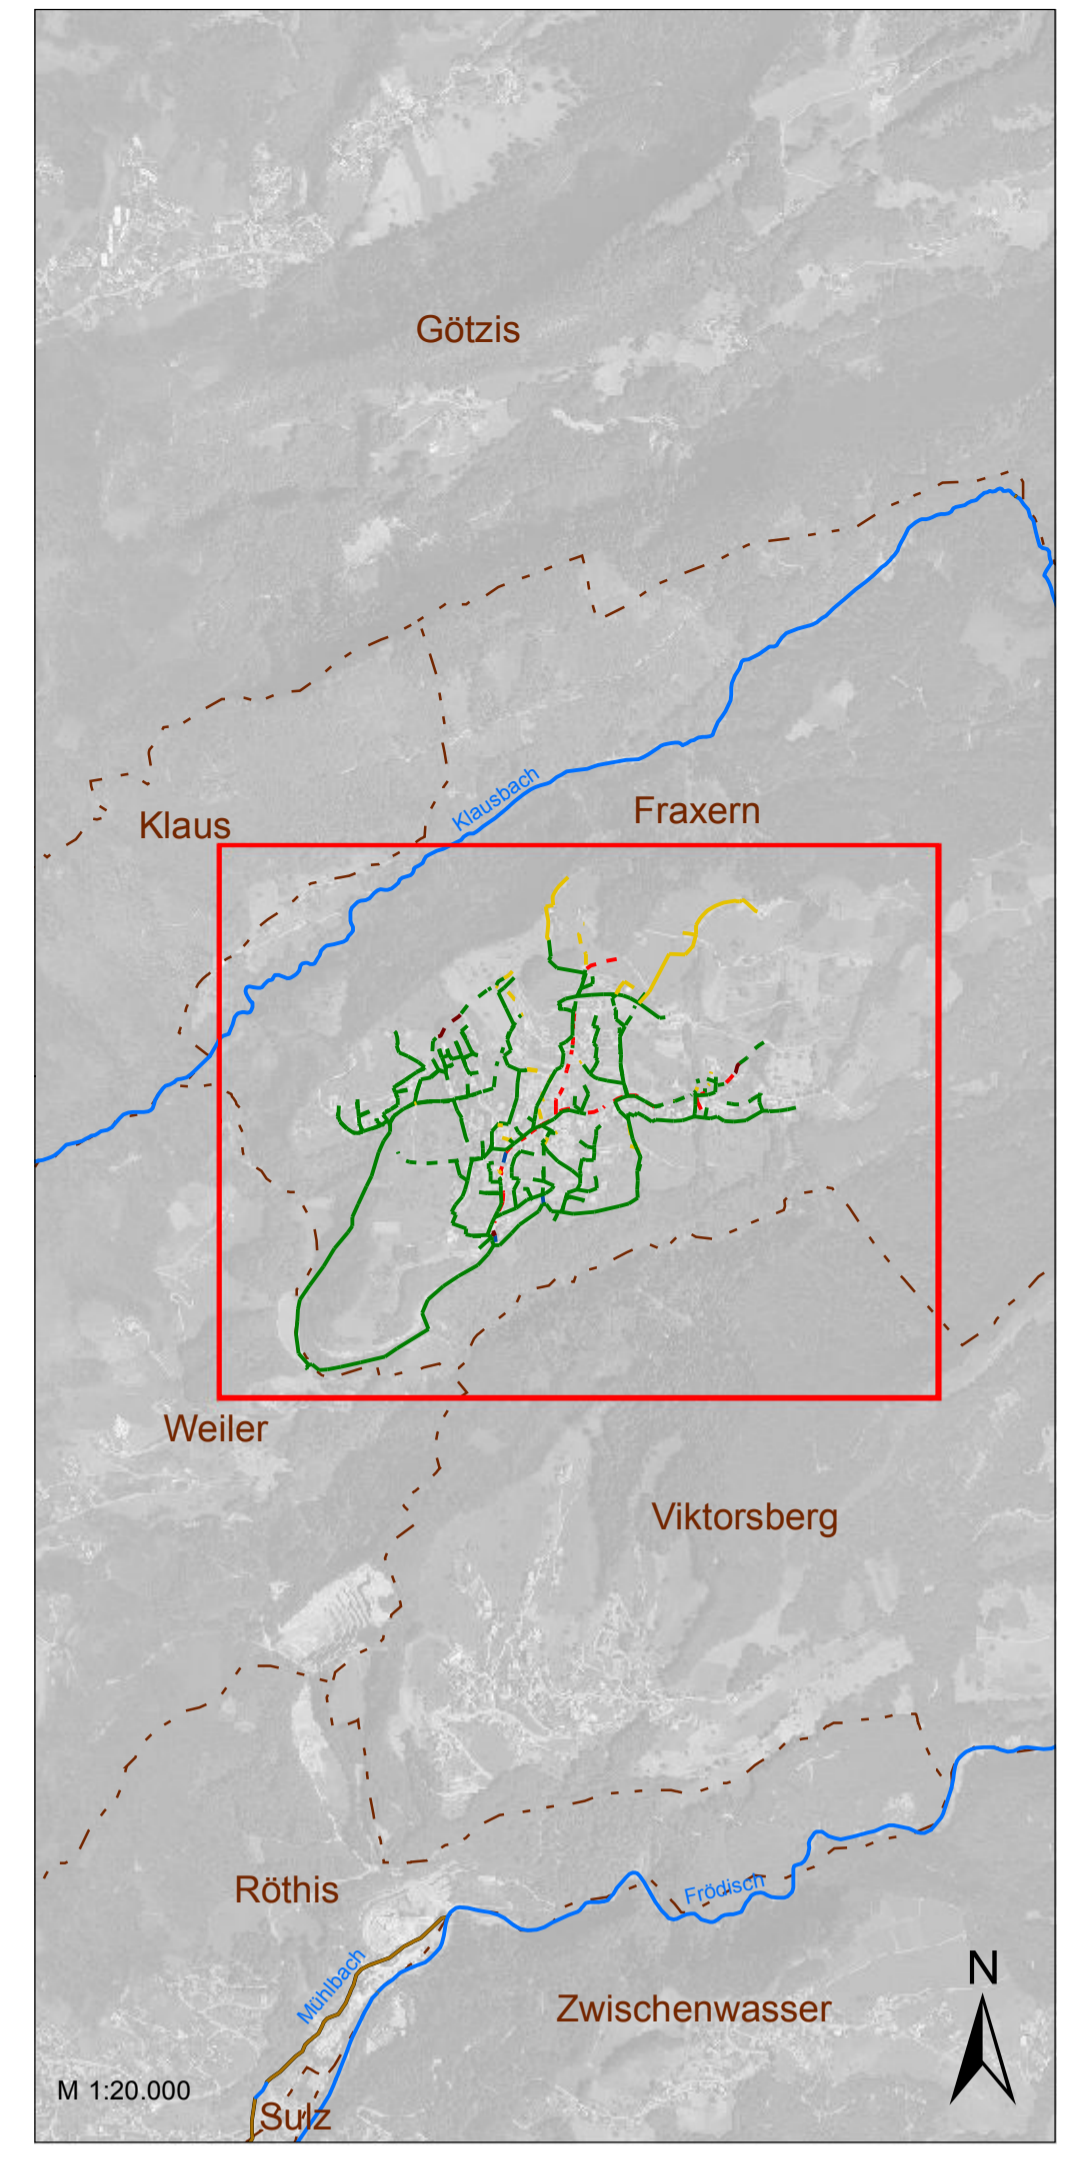 Götzis
Klausbach
Fraxern
Klaus
Weiler
Viktorsberg
Röthis
Frödisch
Mühlbach
N
Zwischenwasser
M 1:20.000
Sulz